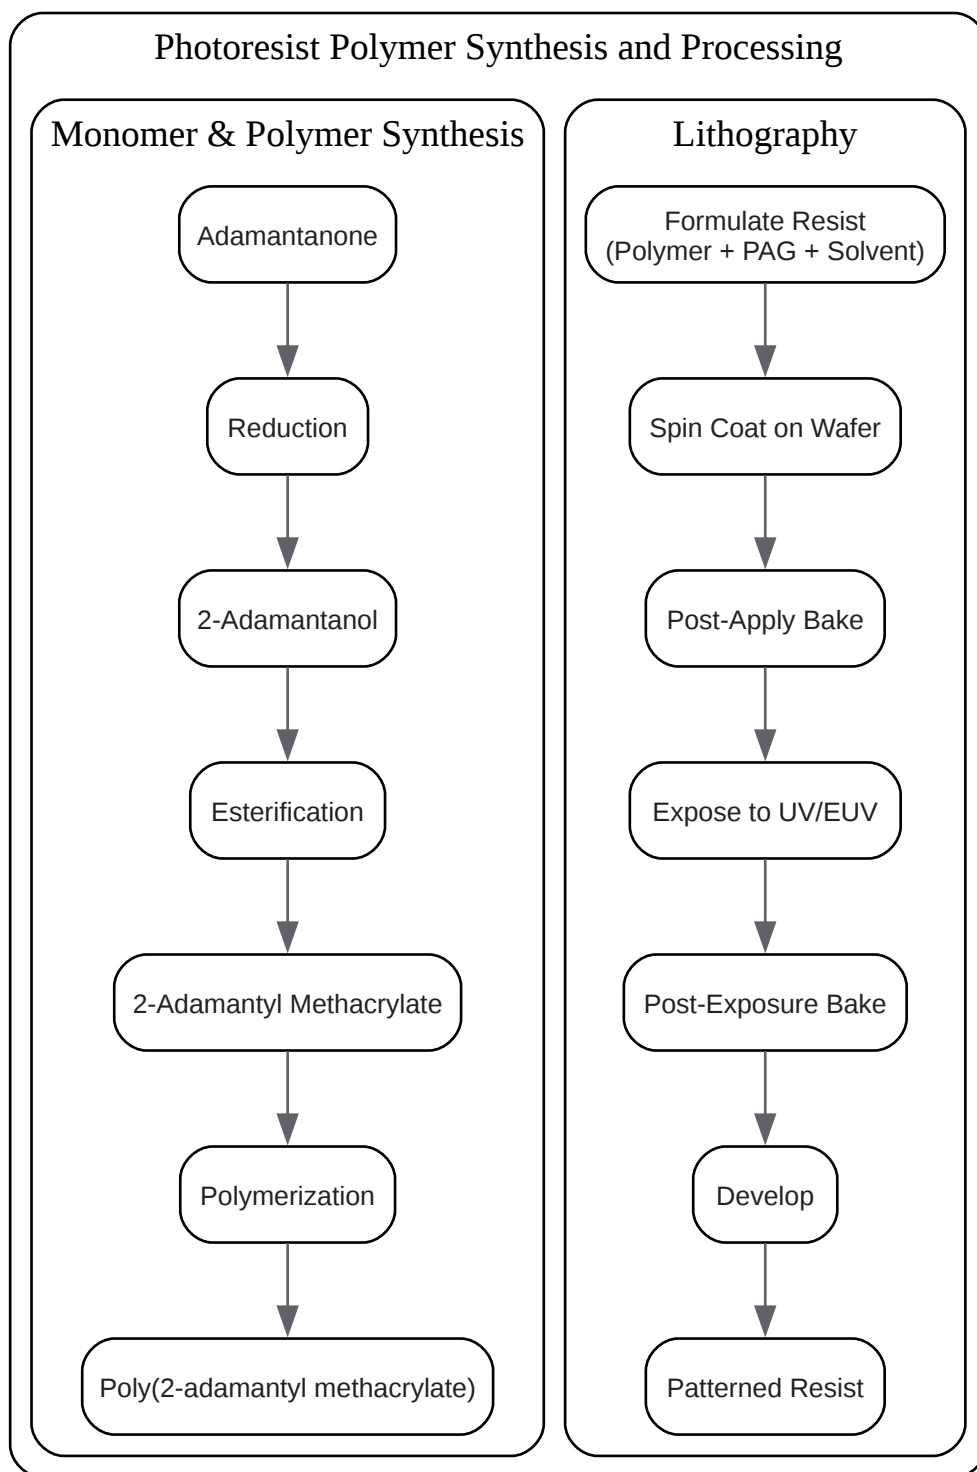 Photoresist Polymer Synthesis and Processing
Monomer & Polymer Synthesis
Adamantanone
Reduction
2-Adamantanol
Esterification
2-Adamantyl Methacrylate
Polymerization
Poly(2-adamantyl methacrylate)
Lithography
Formulate Resist
(Polymer + PAG + Solvent)
Spin Coat on Wafer
Post-Apply Bake
Expose to UV/EUV
Post-Exposure Bake
Develop
Patterned Resist